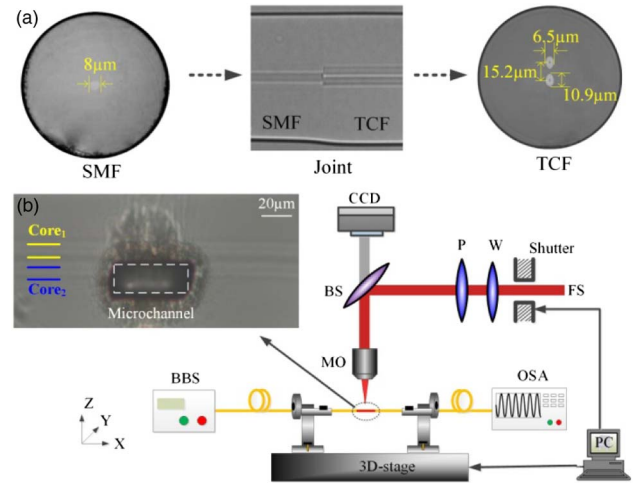 (a)
8μm
SMF
SMF
TCF
Joint
6.5μm
15.2μm
10.9μm
TCF
(b)
20μm
Core₁
Core₂
Microchannel
CCD
BS
P
W
Shutter
FS
MO
BBS
OSA
Z
Y
X
3D-stage
PC